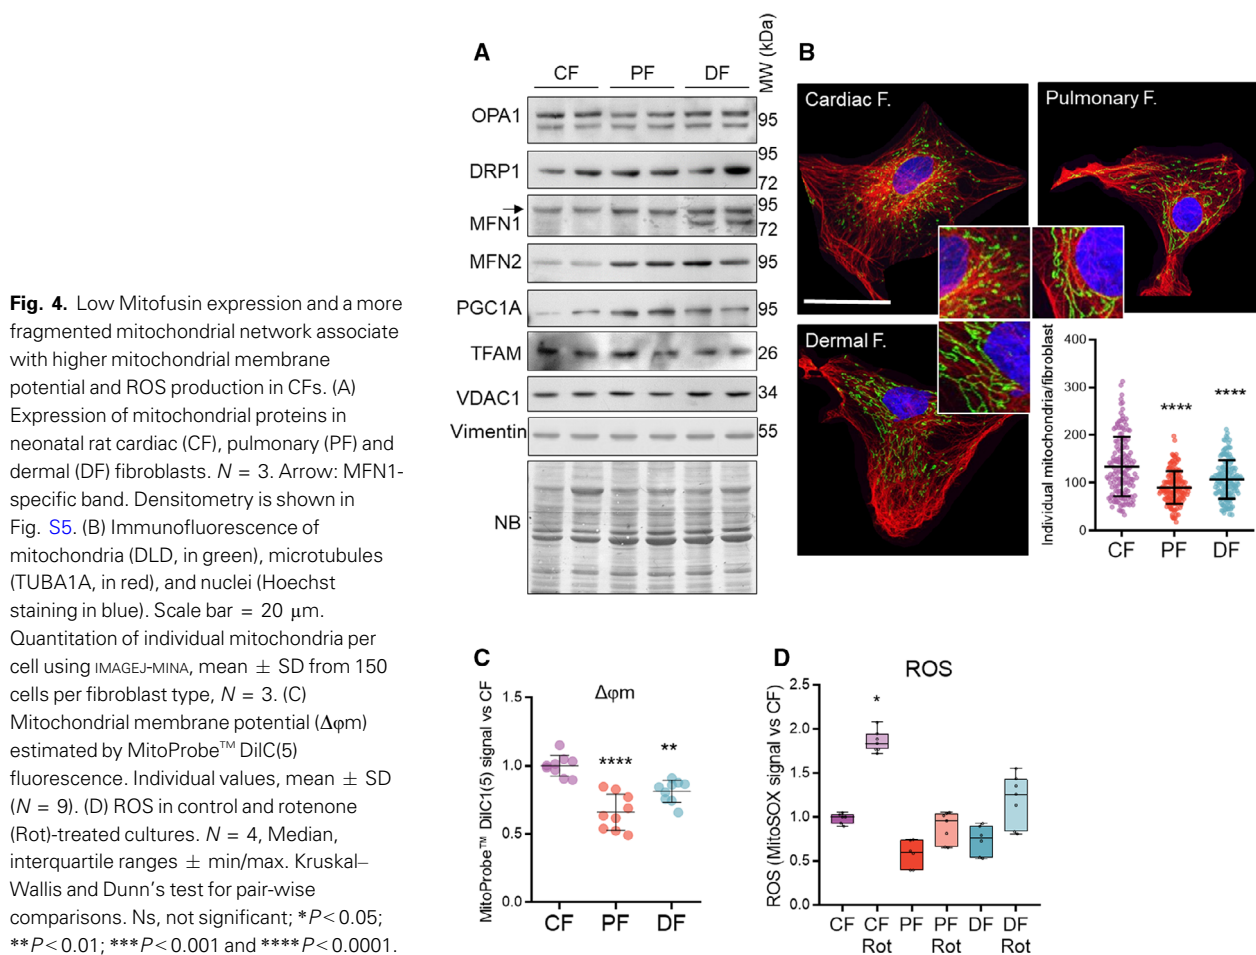 Fig. 4. Low Mitofusin expression and a more
fragmented mitochondrial network associate
with higher mitochondrial membrane
potential and ROS production in CFs. (A)
Expression of mitochondrial proteins in
neonatal rat cardiac (CF), pulmonary (PF) and
dermal (DF) fibroblasts. N = 3. Arrow: MFN1-
specific band. Densitometry is shown in
Fig. S5. (B) Immunofluorescence of
mitochondria (DLD, in green), microtubules
(TUBA1A, in red), and nuclei (Hoechst
staining in blue). Scale bar = 20 μm.
Quantitation of individual mitochondria per
cell using IMAGEJ-MINA, mean ± SD from 150
cells per fibroblast type, N = 3. (C)
Mitochondrial membrane potential (Δφm)
estimated by MitoProbe™ DilC(5)
fluorescence. Individual values, mean ± SD
(N = 9). (D) ROS in control and rotenone
(Rot)-treated cultures. N = 4, Median,
interquartile ranges ± min/max. Kruskal–
Wallis and Dunn's test for pair-wise
comparisons. Ns, not significant; *P < 0.05;
**P < 0.01; ***P < 0.001 and ****P < 0.0001.
A
CF PF DF
MW (kDa)
OPA1 95
95
DRP1 72
95
MFN1 72
MFN2 95
PGC1A 95
TFAM 26
VDAC1 34
Vimentin 55
NB
B
Cardiac F.
Pulmonary F.
Dermal F.
Individual mitochondria/fibroblast
400
300
200
100
0
****
****
CF PF DF
C
Δφm
MitoProbe™ DilC1(5) signal vs CF
1.5
1.0
0.5
0.0
****
**
CF PF DF
D
ROS
ROS (MitoSOX signal vs CF)
2.5
2.0
1.5
1.0
0.5
0.0
*
CF CF PF PF DF DF
Rot Rot Rot